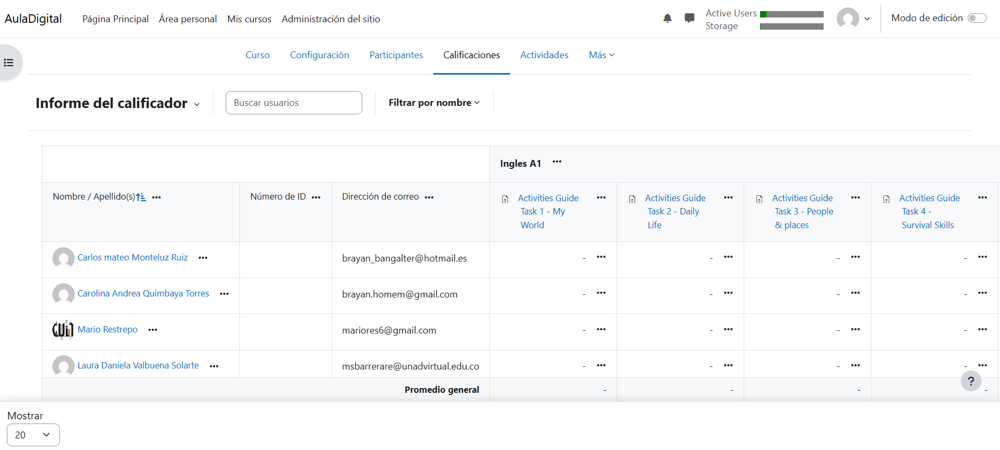 AulaDigital Página Principal Área personal Mis cursos Administración del sitio Active Users Modo de edición
Storage
Curso Configuración Participantes Calificaciones Actividades Más
Informe del calificador Buscar usuarios Filtrar por nombre
Ingles A1
Nombre / Apellido(s) Número de ID Dirección de correo
Activities Guide Task 1 - My World
Activities Guide Task 2 - Daily Life
Activities Guide Task 3 - People & places
Activities Guide Task 4 - Survival Skills
Carlos mateo Monteluz Ruiz brayan_bangalter@hotmail.es - - - -
Carolina Andrea Quimbaya Torres brayan.homem@gmail.com - - - -
Mario Restrepo mariores6@gmail.com - - - -
Laura Daniela Valbuena Solarte msbarrerare@unadvirtual.edu.co - - - -
Promedio general - - - -
?
Mostrar
20